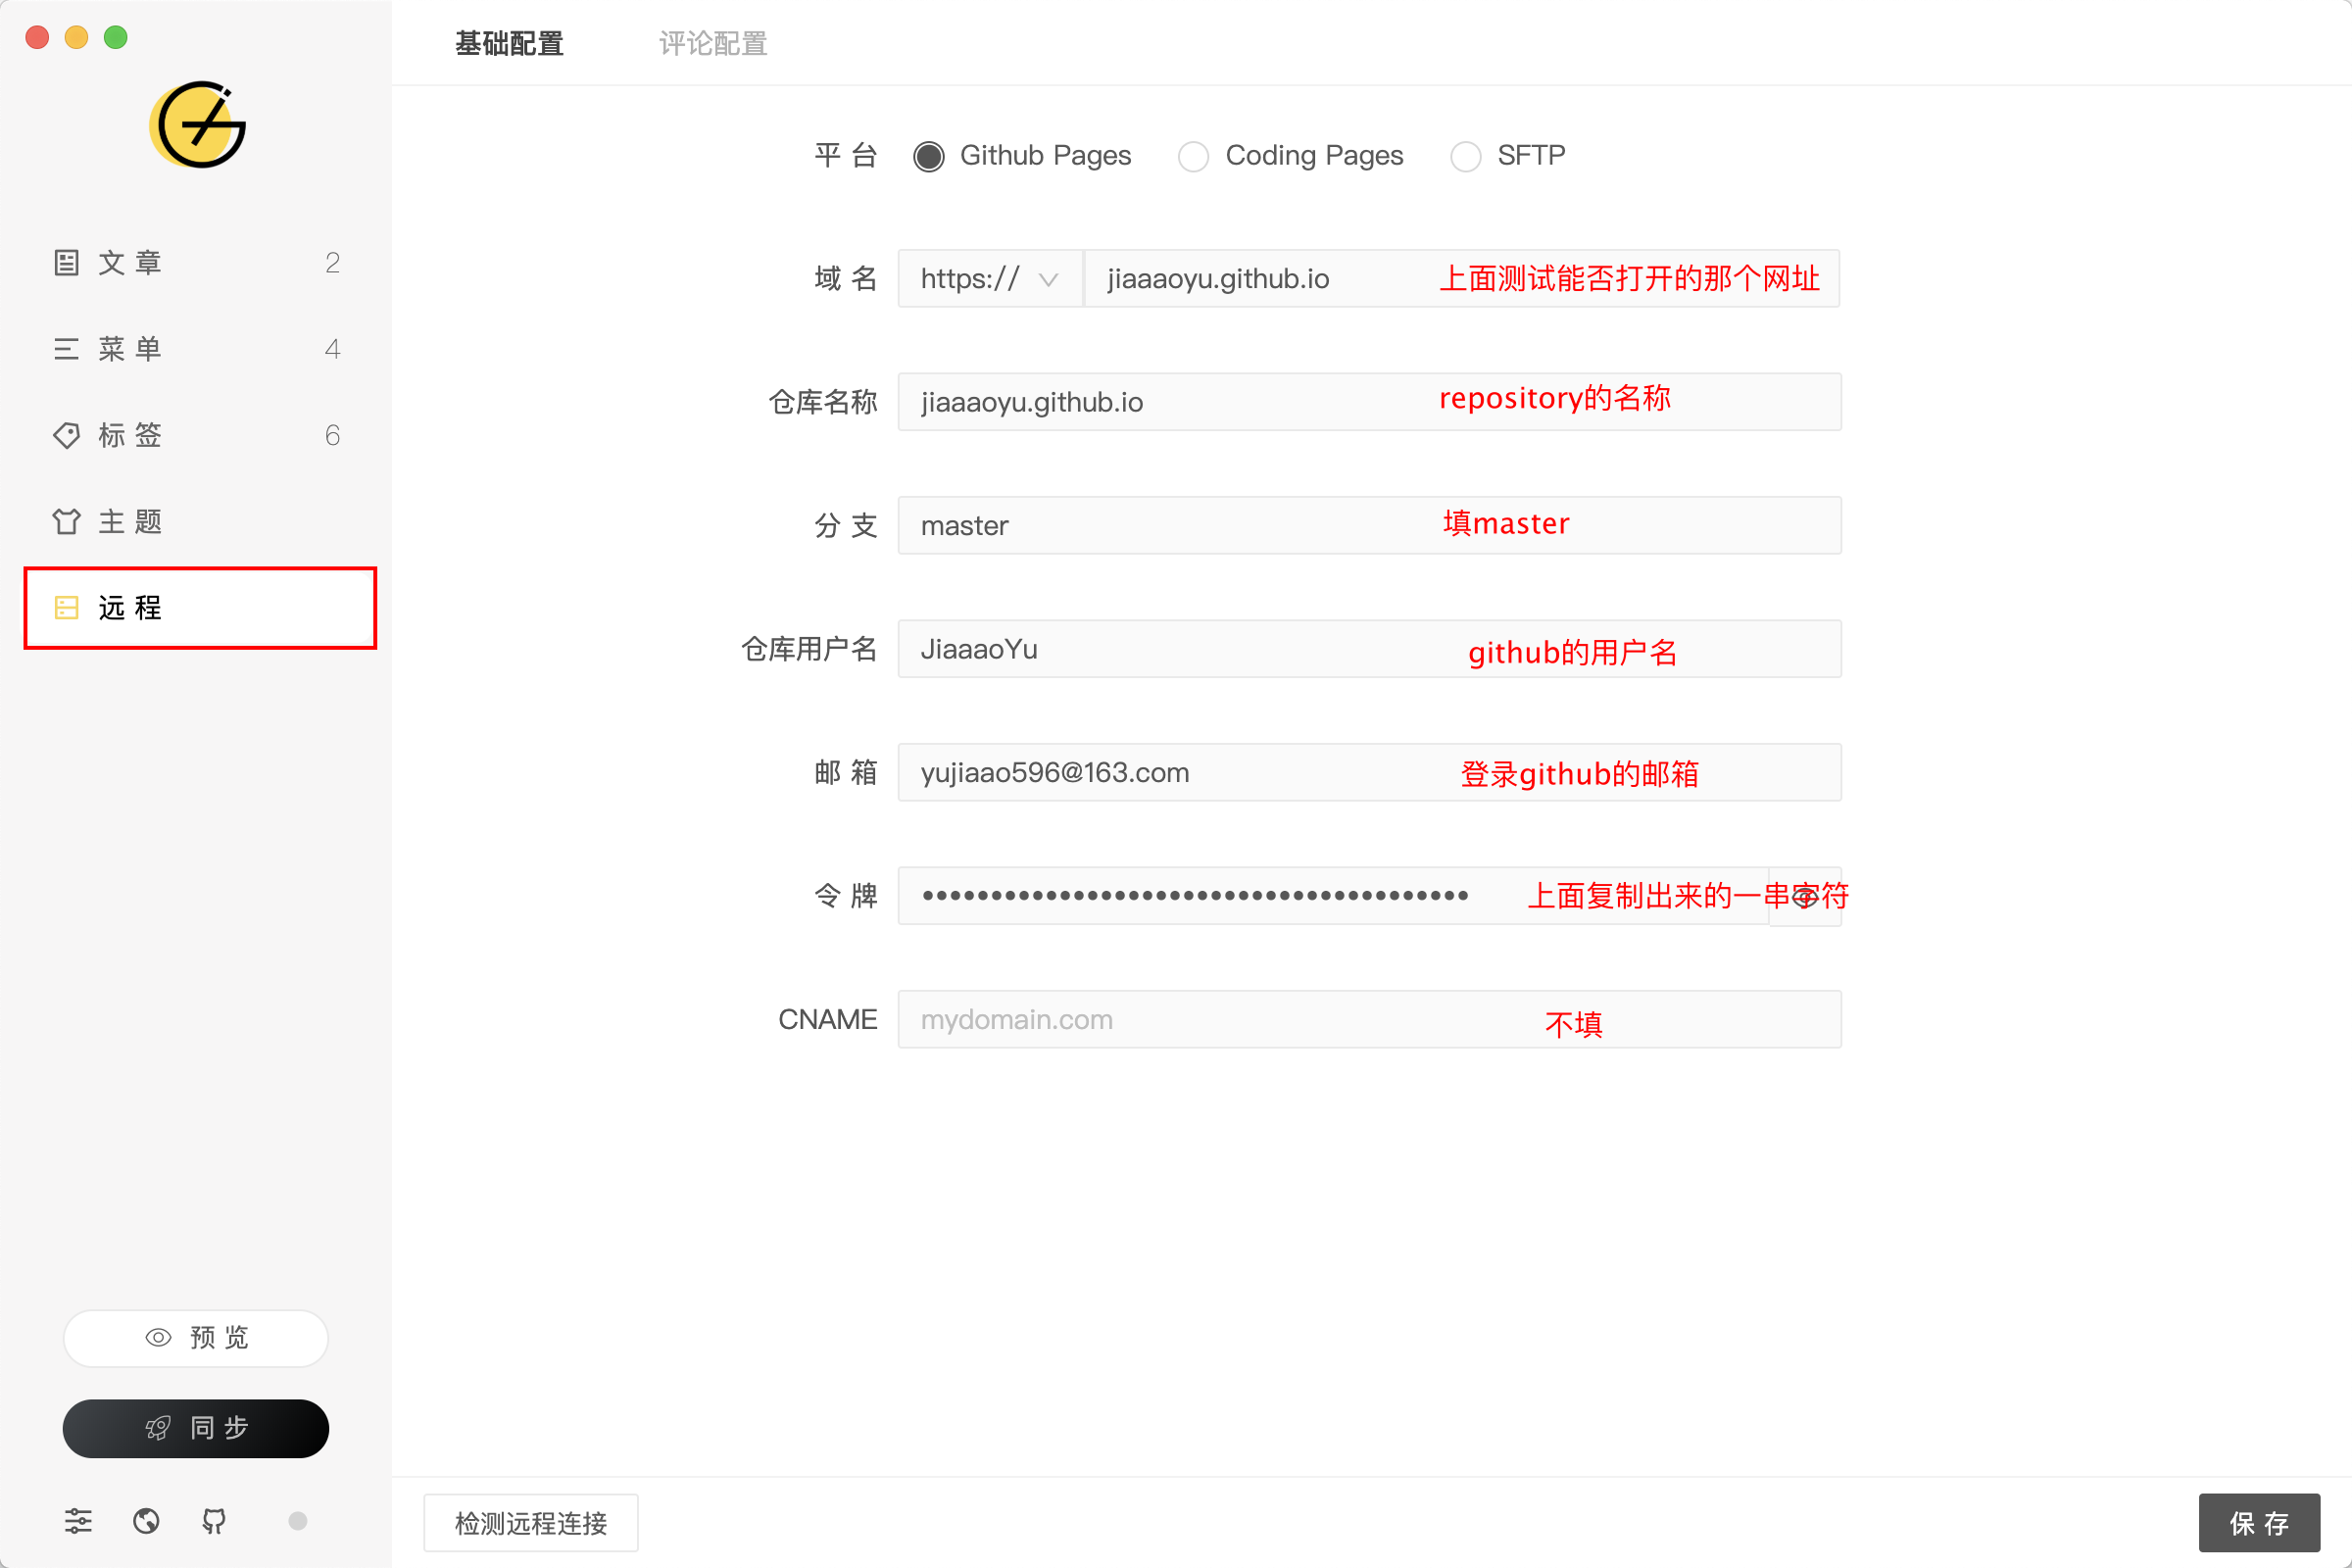 基础配置 评论配置
文章 2
菜单 4
标签 6
主题
远程
预览
同步
平台 Github Pages Coding Pages SFTP
域名 https:// jiaaaoyu.github.io 上面测试能否打开的那个网址
仓库名称 jiaaaoyu.github.io repository的名称
分支 master 填master
仓库用户名 JiaaaoYu github的用户名
邮箱 yujiaao596@163.com 登录github的邮箱
令牌 •••••••••••••••••••••••••••••••••••••••• 上面复制出来的一串字符
CNAME mydomain.com 不填
检测远程连接 保存